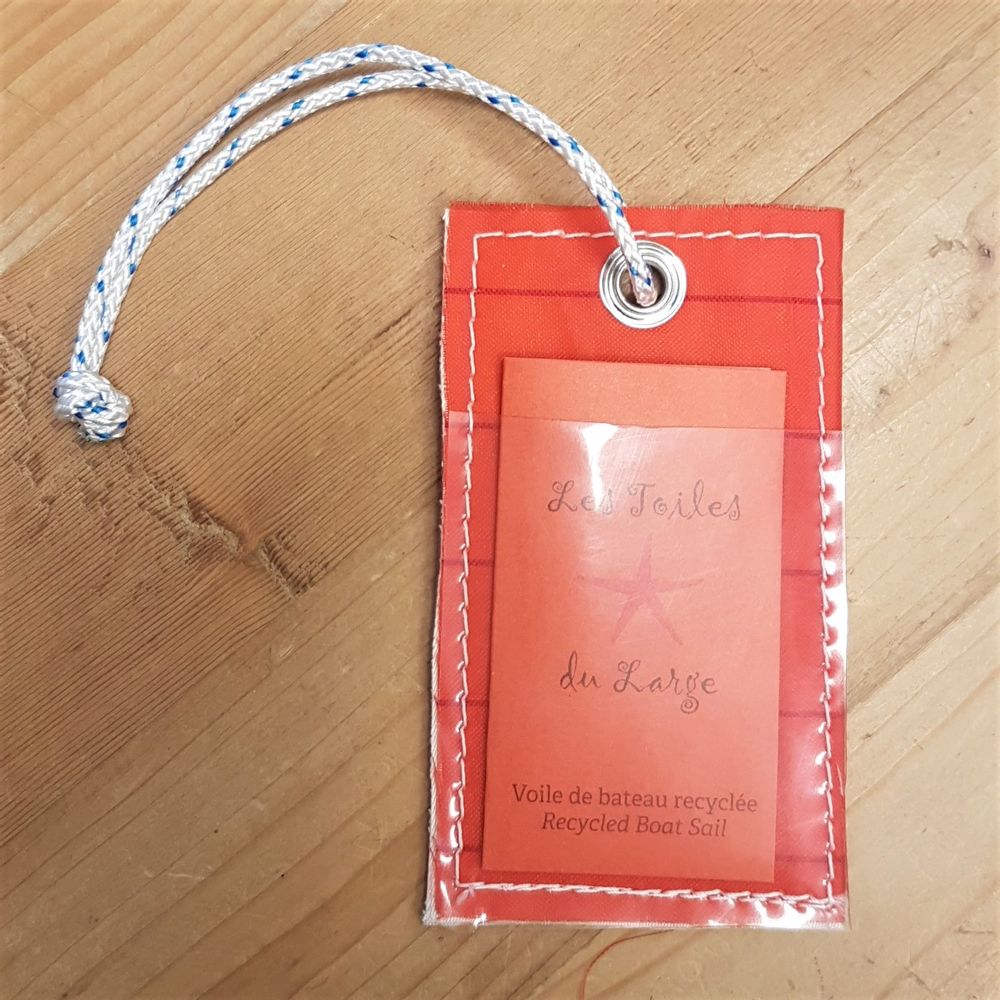 Les Toiles
du Large
Voile de bateau recyclée
Recycled Boat Sail